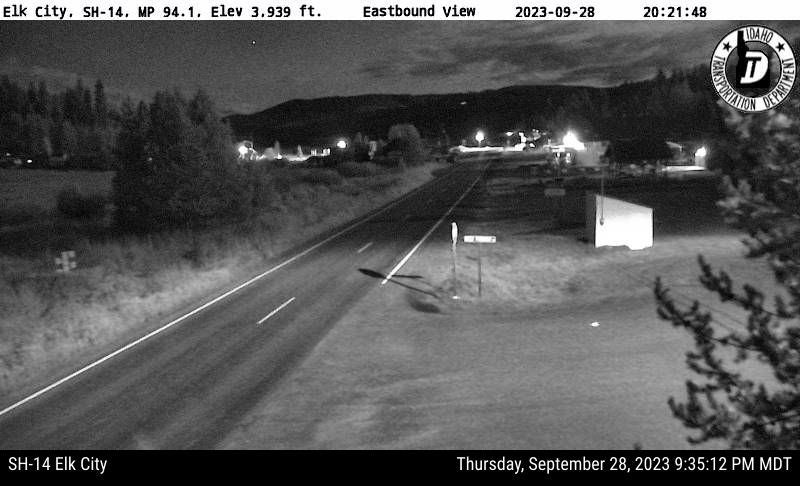 Elk City, SH-14, MP 94.1, Elev 3,939 ft. Eastbound View 2023-09-28 20:21:48
IDAHO
TRANSPORTATION DEPARTMENT
SH-14 Elk City Thursday, September 28, 2023 9:35:12 PM MDT